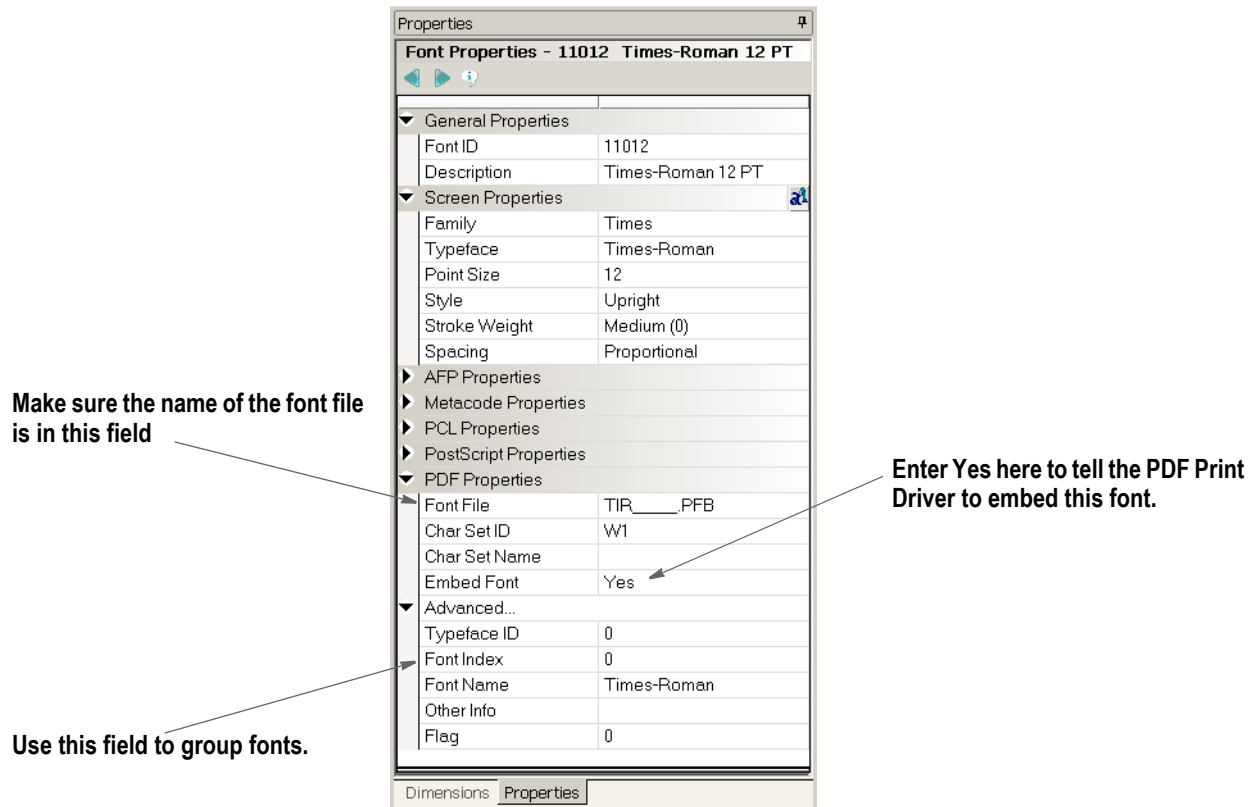 Properties
Font Properties - 11012 Times-Roman 12 PT
General Properties
Font ID 11012
Description Times-Roman 12 PT
Screen Properties
Family Times
Typeface Times-Roman
Point Size 12
Style Upright
Stroke Weight Medium (0)
Spacing Proportional
AFP Properties
Metacode Properties
PCL Properties
PostScript Properties
PDF Properties
Font File TIR_____.PFB
Char Set ID W1
Char Set Name
Embed Font Yes
Advanced...
Typeface ID 0
Font Index 0
Font Name Times-Roman
Other Info
Flag 0
Dimensions Properties
Make sure the name of the font file
is in this field
Use this field to group fonts.
Enter Yes here to tell the PDF Print
Driver to embed this font.